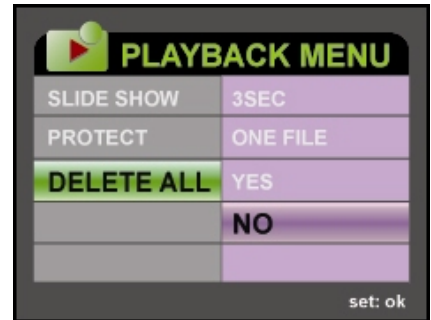 PLAYBACK MENU
SLIDE SHOW 3SEC
PROTECT ONE FILE
DELETE ALL YES
NO
set: ok